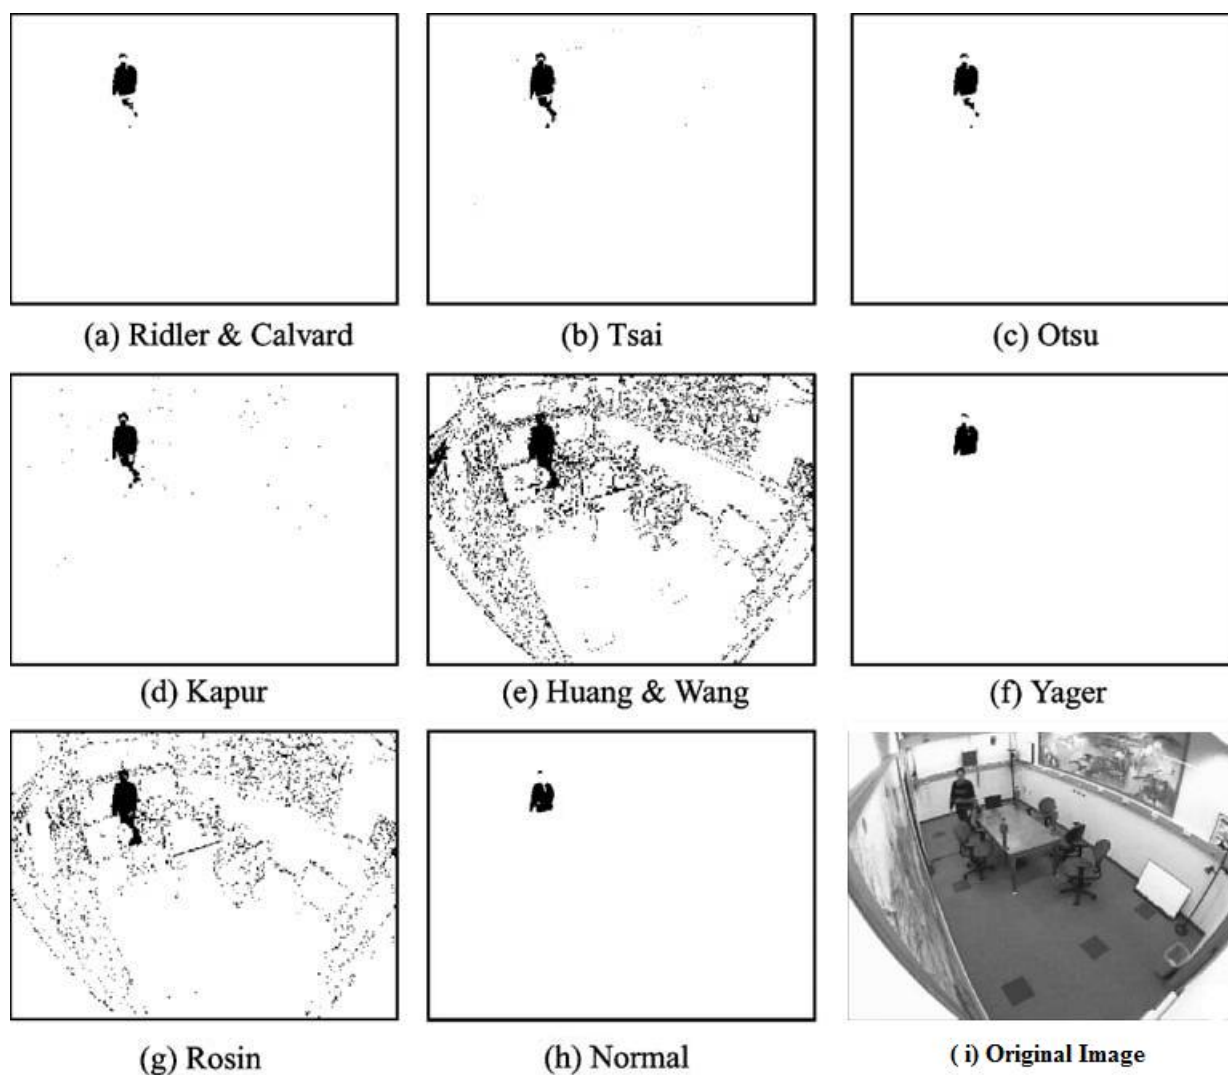 (a) Ridler & Calvard
(b) Tsai
(c) Otsu
(d) Kapur
(e) Huang & Wang
(f) Yager
(g) Rosin
(h) Normal
( i) Original Image